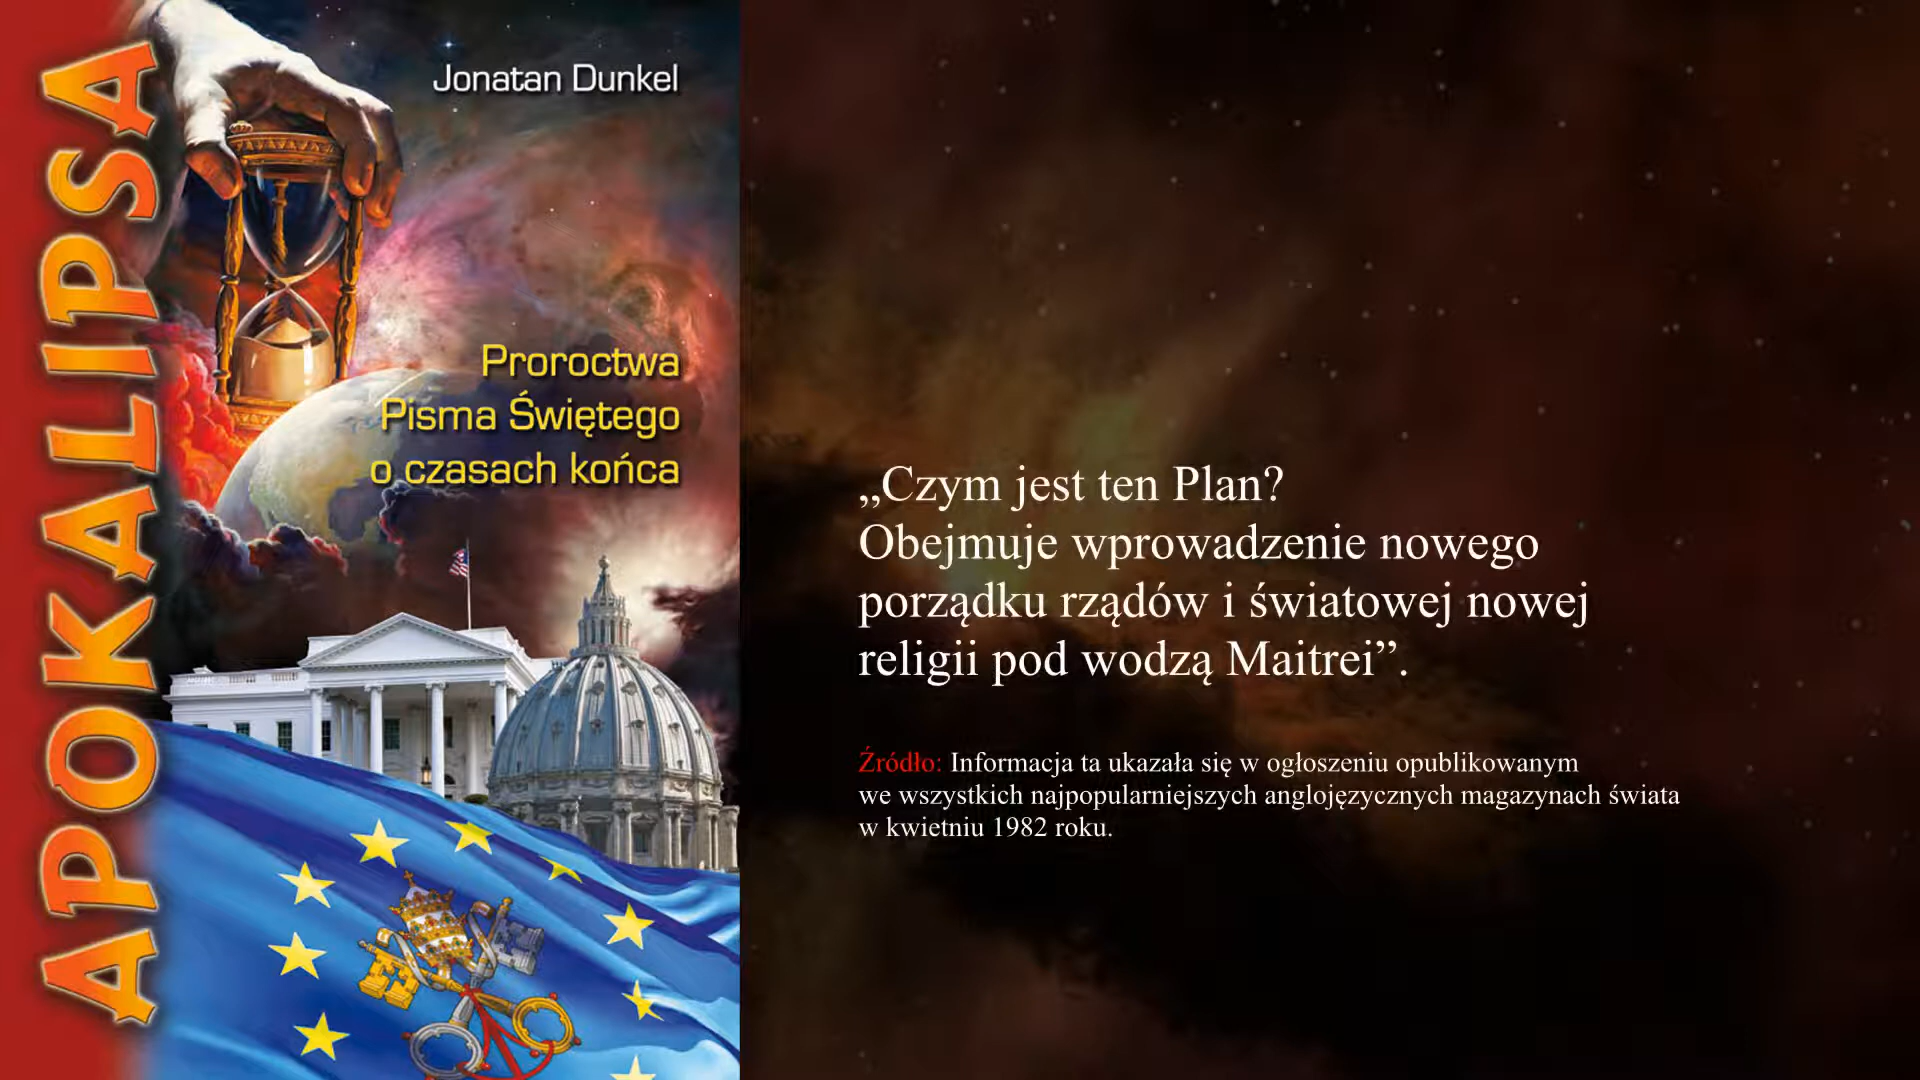 APOKALIPSA
Jonatan Dunkel
Proroctwa
Pisma Świętego
o czasach końca
„Czym jest ten Plan?
Obejmuje wprowadzenie nowego
porządku rządów i światowej nowej
religii pod wodzą Maitrei”.
Źródło: Informacja ta ukazała się w ogłoszeniu opublikowanym
we wszystkich najpopularniejszych anglojęzycznych magazynach świata
w kwietniu 1982 roku.